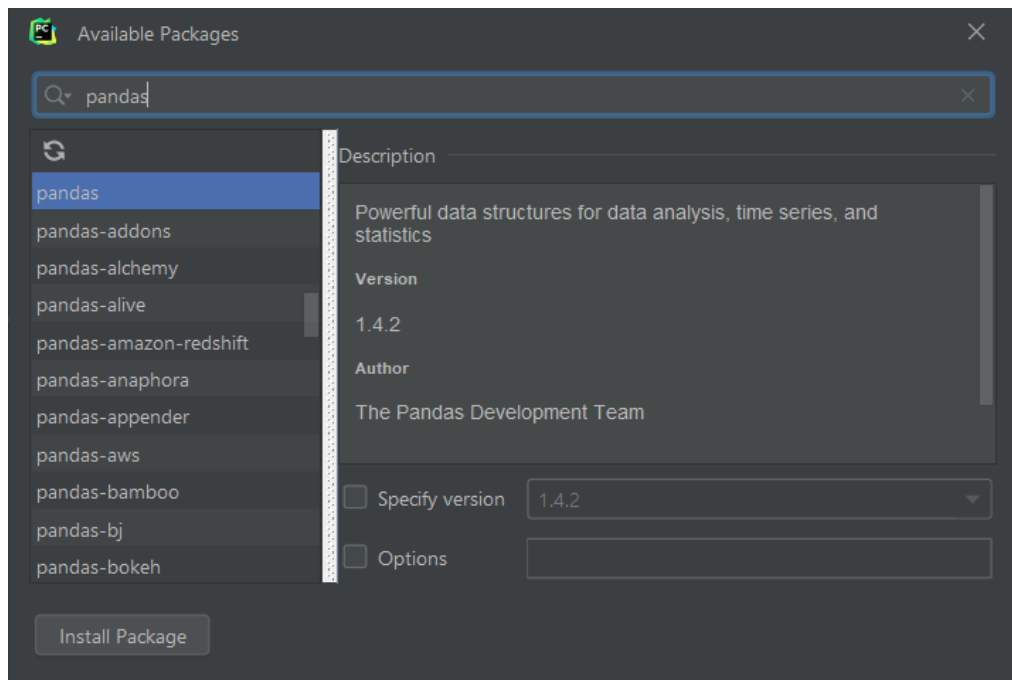 PC
Available Packages
pandas
pandas
pandas-addons
pandas-alchemy
pandas-alive
pandas-amazon-redshift
pandas-anaphora
pandas-appender
pandas-aws
pandas-bamboo
pandas-bj
pandas-bokeh
Description
Powerful data structures for data analysis, time series, and
statistics
Version
1.4.2
Author
The Pandas Development Team
Specify version
1.4.2
Options
Install Package